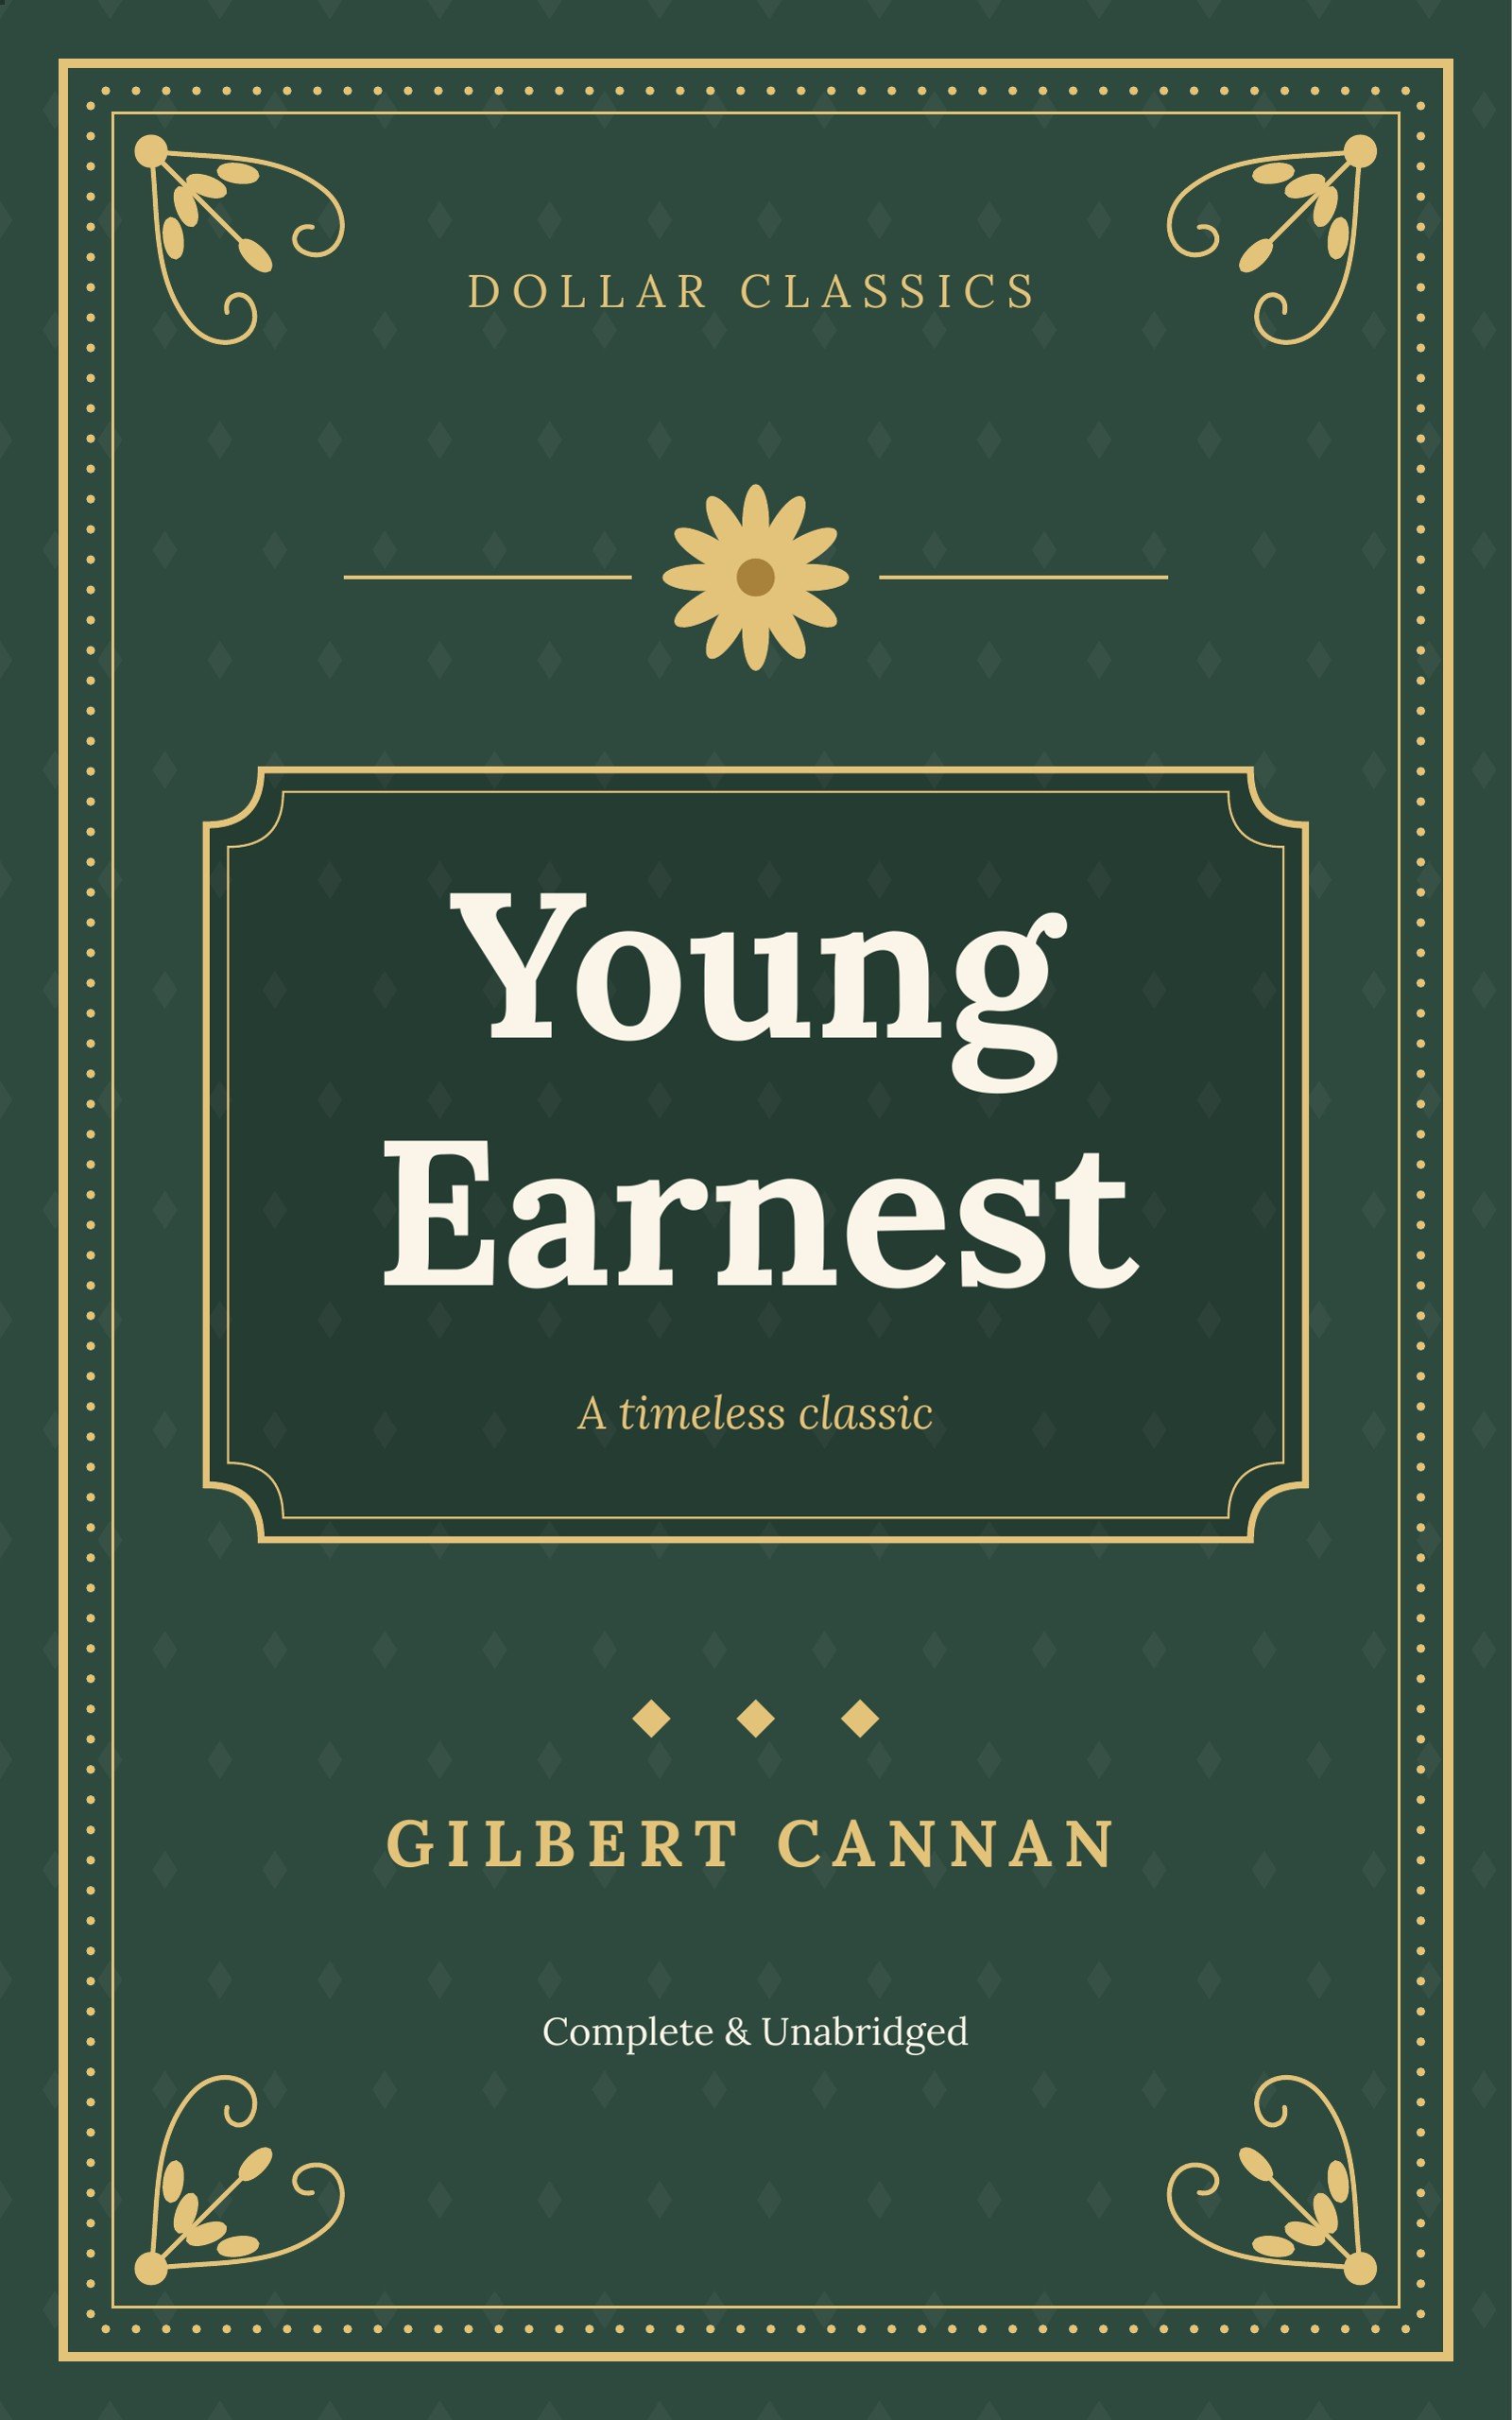 DOLLAR CLASSICS
Young
Earnest
A timeless classic
GILBERT CANNAN
Complete & Unabridged